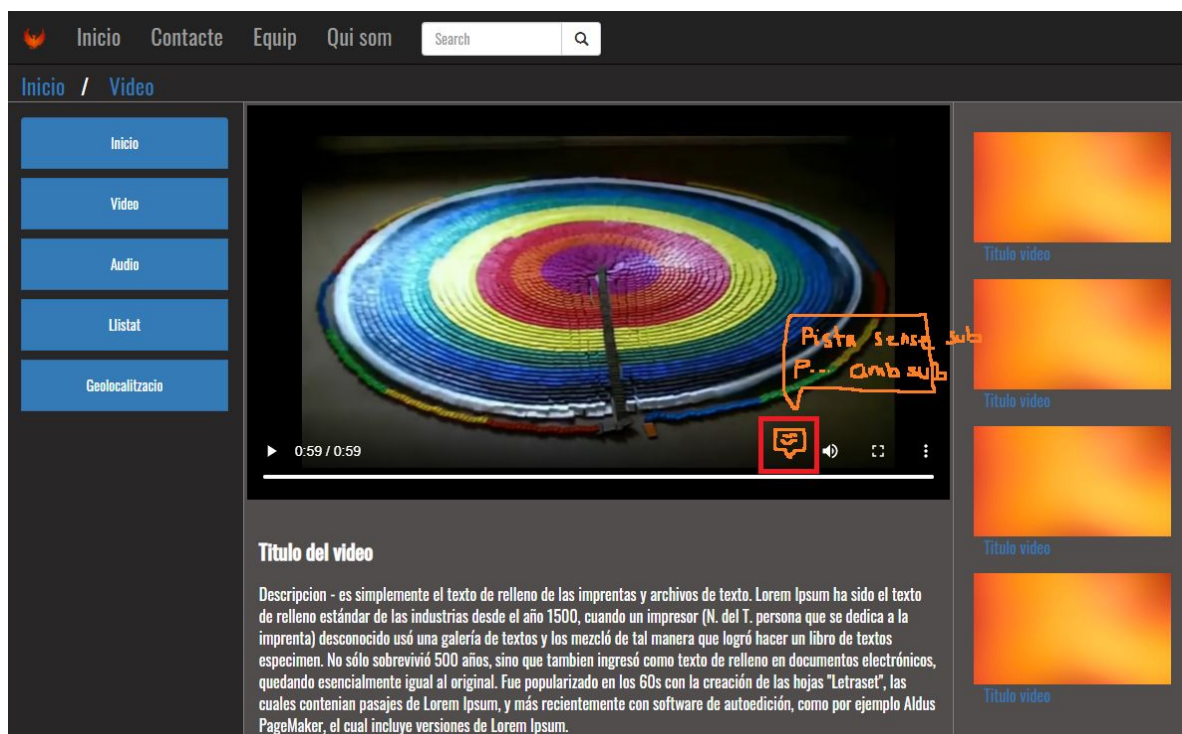 Inicio Contacte Equip Qui som Search
Inicio / Video
Inicio
Video
Audio
Llistat
Geolocalitzacio
Pista sense sub
P... amb sub
0:59 / 0:59
Titulo del video
Descripcion - es simplemente el texto de relleno de las imprentas y archivos de texto. Lorem Ipsum ha sido el texto
de relleno estándar de las industrias desde el año 1500, cuando un impresor (N. del T. persona que se dedica a la
imprenta) desconocido usó una galería de textos y los mezcló de tal manera que logró hacer un libro de textos
especimen. No sólo sobrevivió 500 años, sino que tambien ingresó como texto de relleno en documentos electrónicos,
quedando esencialmente igual al original. Fue popularizado en los 60s con la creación de las hojas "Letraset", las
cuales contenian pasajes de Lorem Ipsum, y más recientemente con software de autoedición, como por ejemplo Aldus
PageMaker, el cual incluye versiones de Lorem Ipsum.
Titulo video
Titulo video
Titulo video
Titulo video